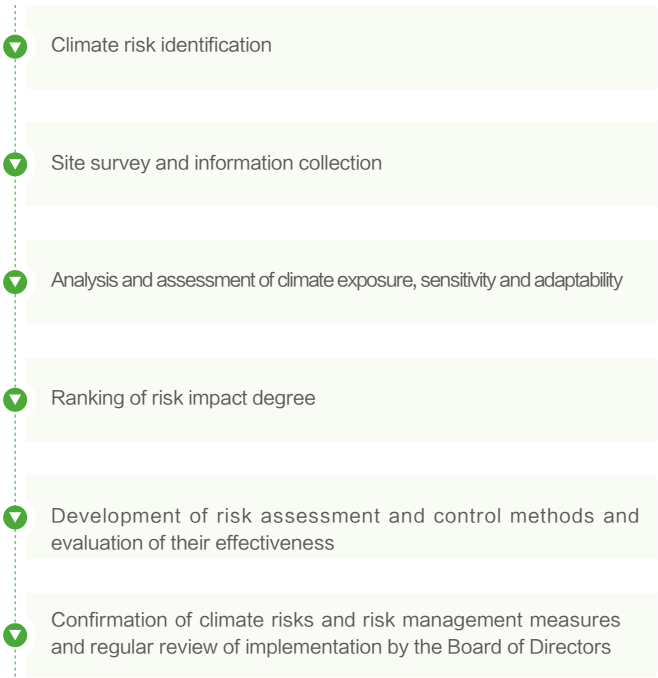 Climate risk identification
Site survey and information collection
Analysis and assessment of climate exposure, sensitivity and adaptability
Ranking of risk impact degree
Development of risk assessment and control methods and
evaluation of their effectiveness
Confirmation of climate risks and risk management measures
and regular review of implementation by the Board of Directors